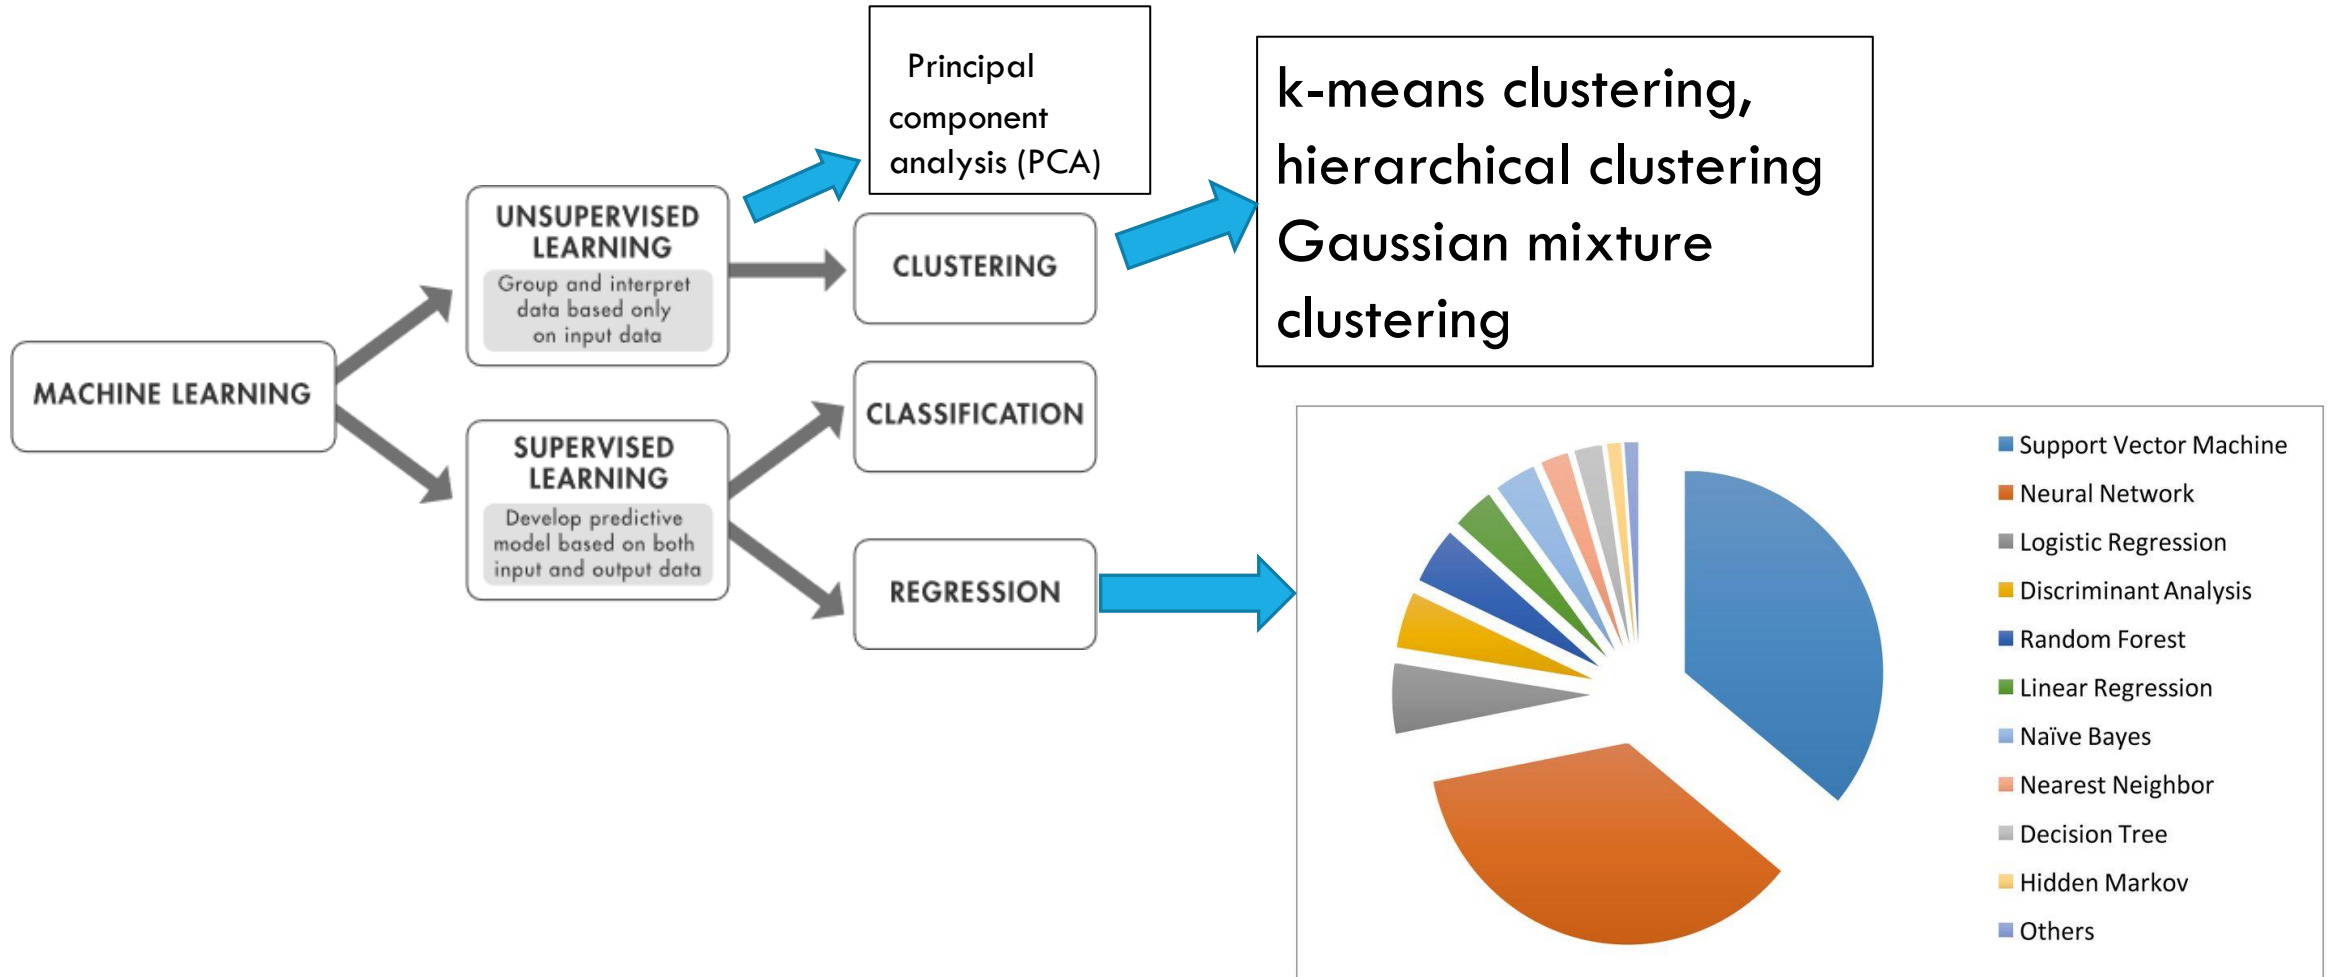 Principal
component
analysis (PCA)
k-means clustering,
hierarchical clustering
Gaussian mixture
clustering
UNSUPERVISED
LEARNING
Group and interpret
data based only
on input data
CLUSTERING
MACHINE LEARNING
CLASSIFICATION
SUPERVISED
LEARNING
Develop predictive
model based on both
input and output data
REGRESSION
Support Vector Machine
Neural Network
Logistic Regression
Discriminant Analysis
Random Forest
Linear Regression
Naïve Bayes
Nearest Neighbor
Decision Tree
Hidden Markov
Others